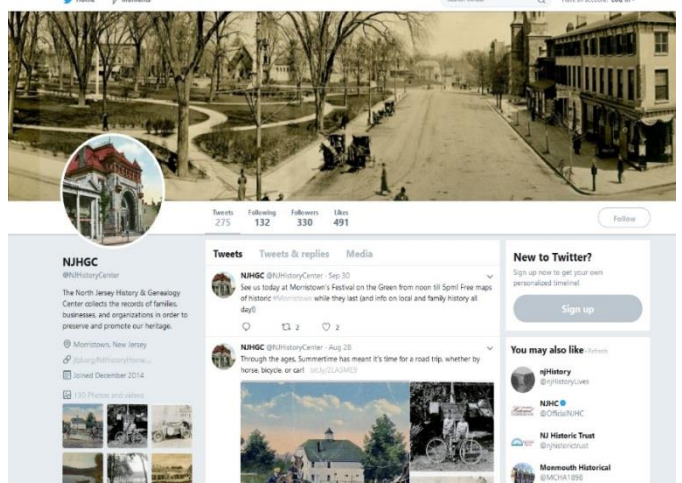 Home Moments
Have an account? Log in
Tweets Following Followers Likes
275 132 330 491
Follow
NJHGC
@NJHistoryCenter
The North Jersey History & Genealogy
Center collects the records of families,
businesses, and organizations in order to
preserve and promote our heritage.
Morristown, New Jersey
Joined December 2014
Photos and videos
Tweets Tweets & replies Media
NJHGC @NJHistoryCenter · Sep 30
See us today at Morristown's Festival on the Green from noon till 5pm! Free maps
of historic #Morristown while they last (and info on local and family history all
day!)
2 2
NJHGC @NJHistoryCenter · Aug 28
Through the ages, Summertime has meant it's time for a road trip, whether by
horse, bicycle, or car!
New to Twitter?
Sign up now to get your own
personalized timeline!
Sign up
You may also like · Refresh
njHistory
@njHistoryLives
NJHC
@OfficialNJHC
NJ Historic Trust
@njhistorictrust
Monmouth Historical
@MCHA1898